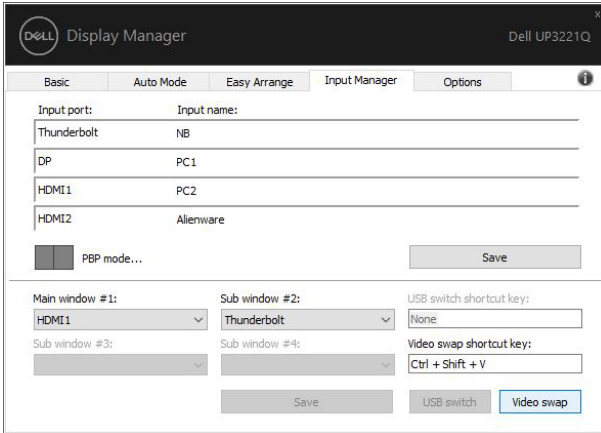 x
DELL Display Manager Dell UP3221Q
Basic Auto Mode Easy Arrange Input Manager Options i
Input port: Input name:
Thunderbolt NB
DP PC1
HDMI1 PC2
HDMI2 Alienware
PBP mode... Save
Main window #1: Sub window #2: USB switch shortcut key:
HDMI1 Thunderbolt None
Sub window #3: Sub window #4: Video swap shortcut key:
Ctrl + Shift + V
Save USB switch Video swap